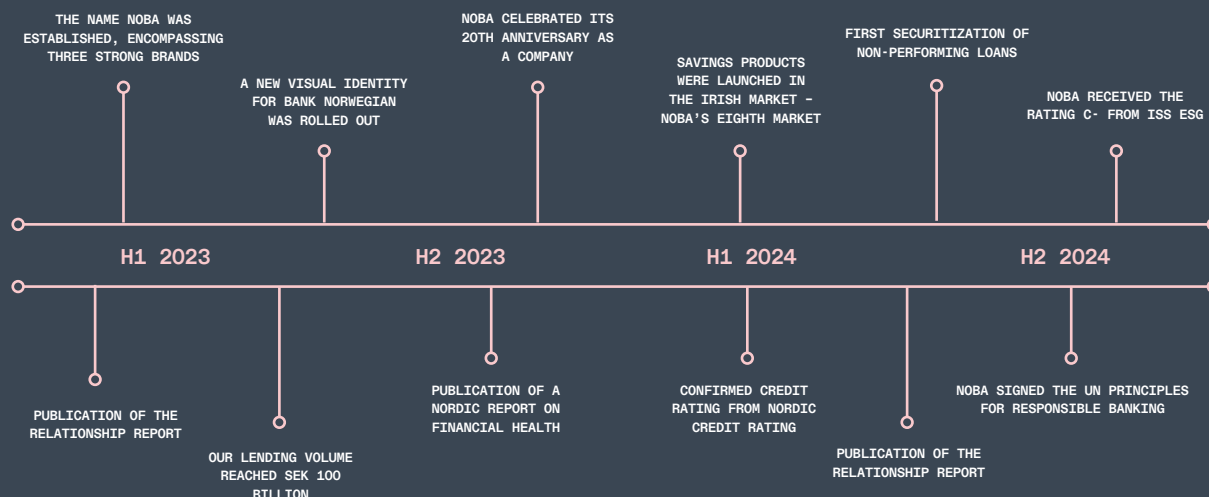 THE NAME NOBA WAS
ESTABLISHED, ENCOMPASSING
THREE STRONG BRANDS
A NEW VISUAL IDENTITY
FOR BANK NORWEGIAN
WAS ROLLED OUT
NOBA CELEBRATED ITS
20TH ANNIVERSARY AS
A COMPANY
SAVINGS PRODUCTS
WERE LAUNCHED IN
THE IRISH MARKET –
NOBA'S EIGHTH MARKET
FIRST SECURITIZATION OF
NON-PERFORMING LOANS
NOBA RECEIVED THE
RATING C- FROM ISS ESG
H1 2023
H2 2023
H1 2024
H2 2024
PUBLICATION OF THE
RELATIONSHIP REPORT
OUR LENDING VOLUME
REACHED SEK 100
BILLION
PUBLICATION OF A
NORDIC REPORT ON
FINANCIAL HEALTH
CONFIRMED CREDIT
RATING FROM NORDIC
CREDIT RATING
PUBLICATION OF THE
RELATIONSHIP REPORT
NOBA SIGNED THE UN PRINCIPLES
FOR RESPONSIBLE BANKING